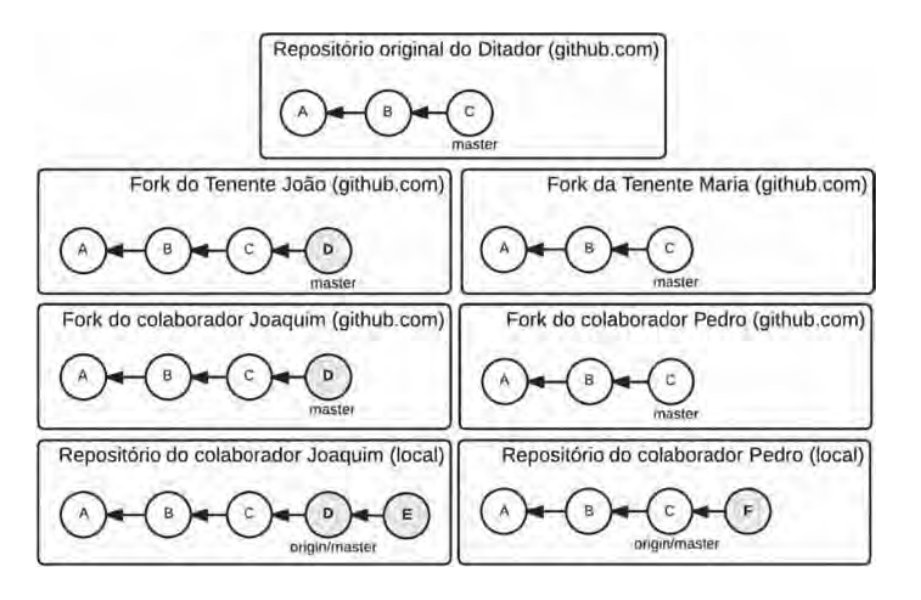 Repositório original do Ditador (github.com)
A B C
master
Fork do Tenente João (github.com)
A B C D
master
Fork da Tenente Maria (github.com)
A B C
master
Fork do colaborador Joaquim (github.com)
A B C D
master
Fork do colaborador Pedro (github.com)
A B C
master
Repositório do colaborador Joaquim (local)
A B C D E
origin/master
Repositório do colaborador Pedro (local)
A B C F
origin/master